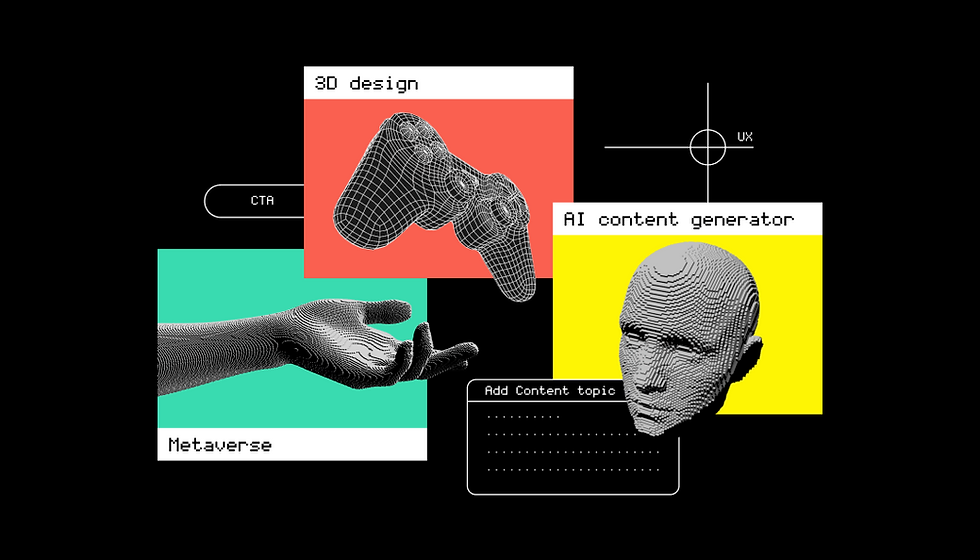 3D design
UX
CTA
AI content generator
Add Content topic
Metaverse